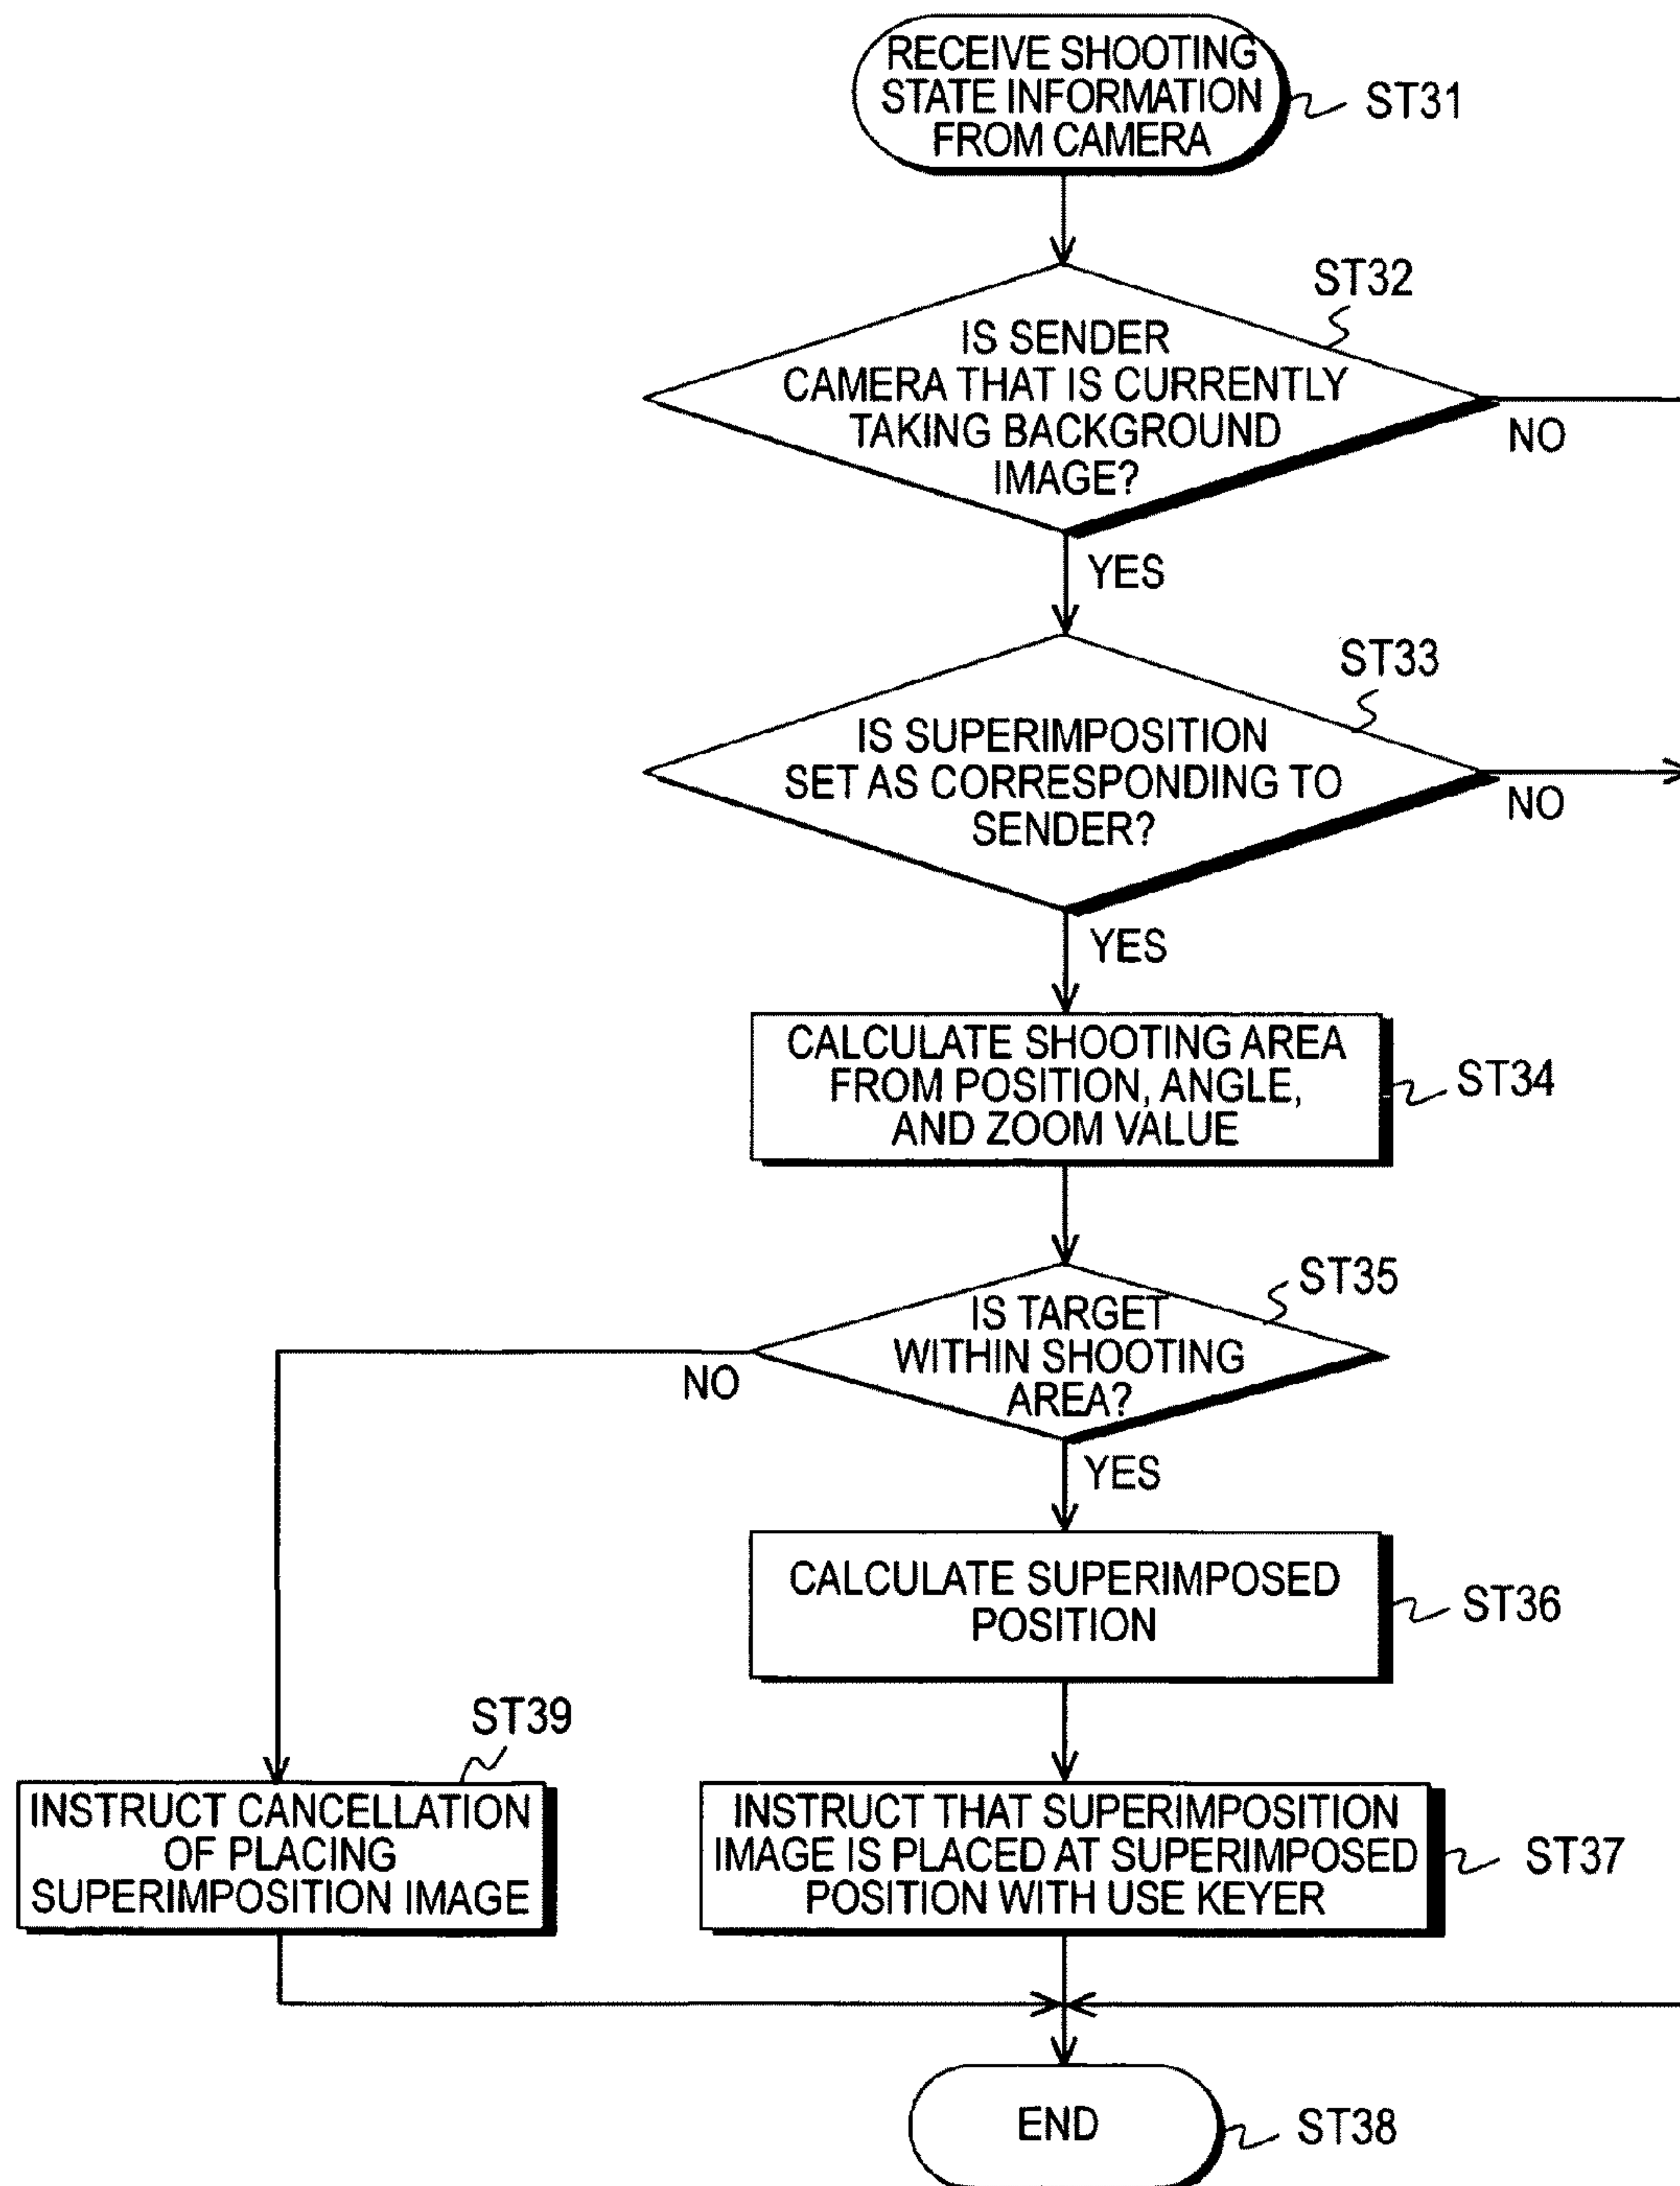 RECEIVE SHOOTING
STATE INFORMATION
FROM CAMERA
ST31
ST32
IS SENDER
CAMERA THAT IS CURRENTLY
TAKING BACKGROUND
IMAGE?
NO
YES
ST33
IS SUPERIMPOSITION
SET AS CORRESPONDING TO
SENDER?
NO
YES
CALCULATE SHOOTING AREA
FROM POSITION, ANGLE,
AND ZOOM VALUE
ST34
ST35
IS TARGET
WITHIN SHOOTING
AREA?
NO
YES
CALCULATE SUPERIMPOSED
POSITION
ST36
ST39
INSTRUCT CANCELLATION
OF PLACING
SUPERIMPOSITION IMAGE
INSTRUCT THAT SUPERIMPOSITION
IMAGE IS PLACED AT SUPERIMPOSED
POSITION WITH USE KEYER
ST37
END
ST38